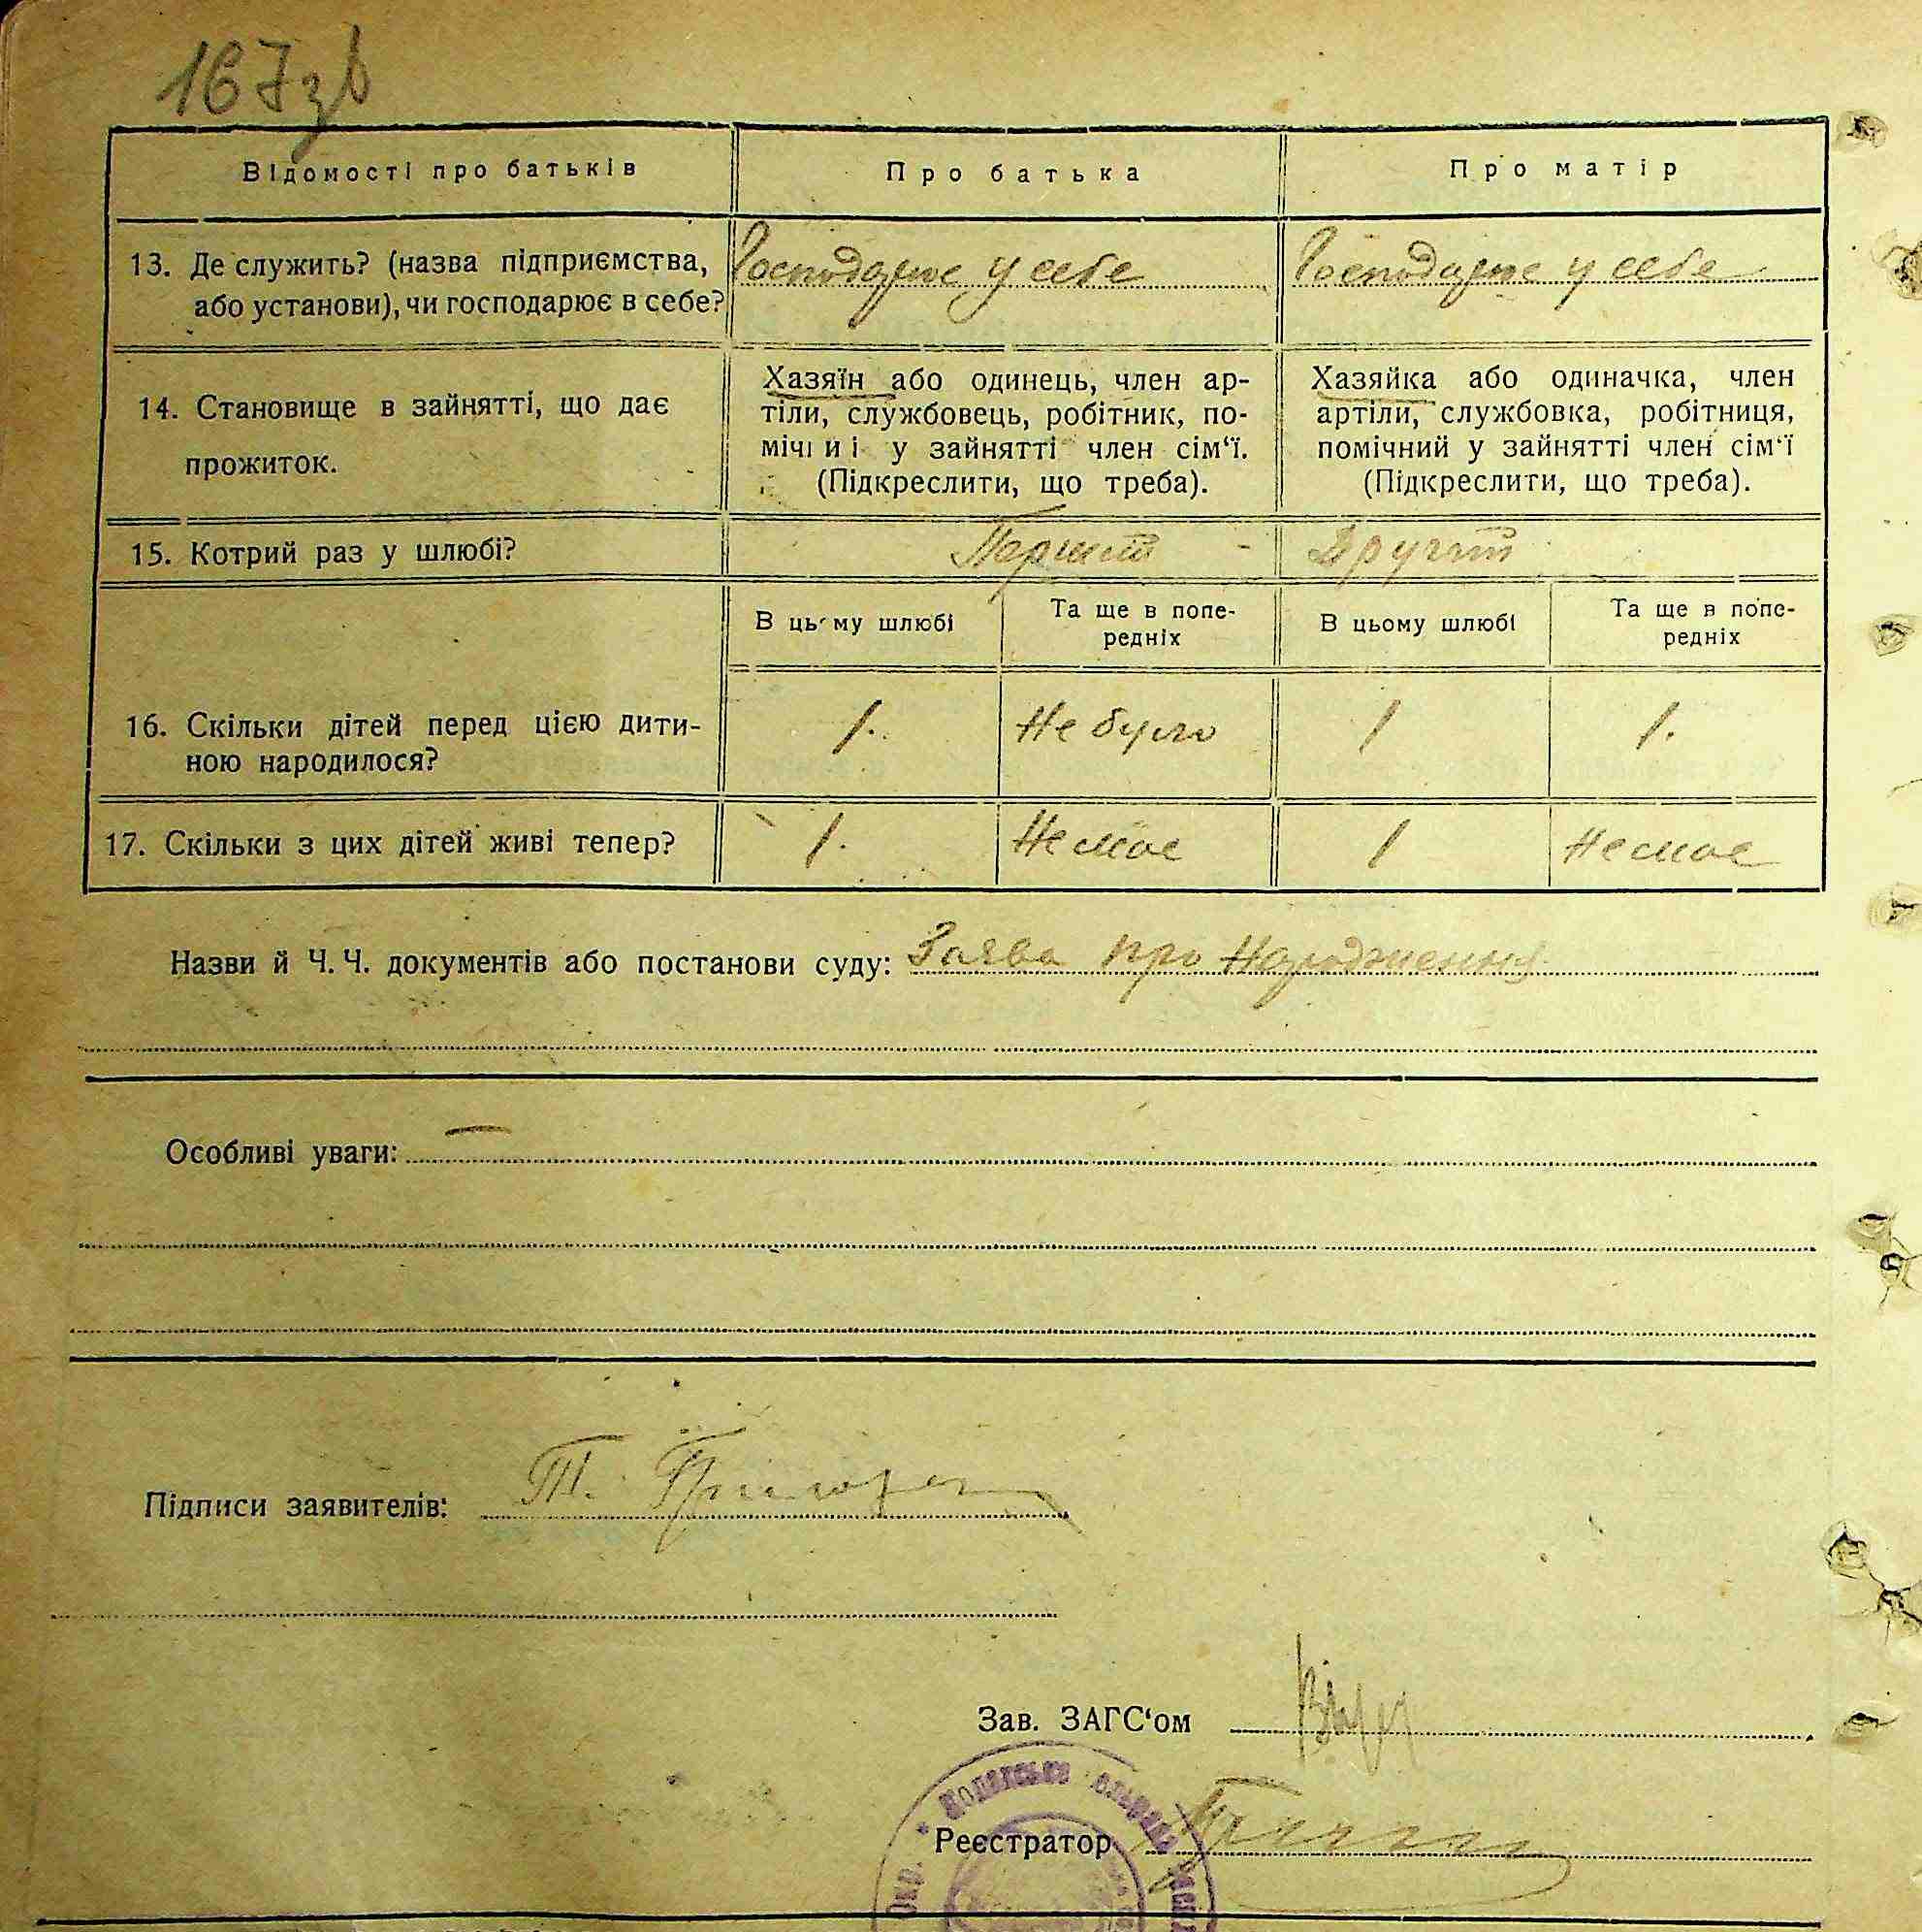 167зв
Відомості про батьків
Про батька
Про матір
13. Де служить? (назва підприємства,
або установи), чи господарює в себе?
Господарює у себе
Господарює у себе
14. Становище в зайнятті, що дає
прожиток.
Хазяїн або одинець, член ар-
тіли, службовець, робітник, по-
мічний у зайнятті член сім‘ї.
(Підкреслити, що треба).
Хазяйка або одиначка, член
артіли, службовка, робітниця,
помічний у зайнятті член сім‘ї
(Підкреслити, що треба).
15. Котрий раз у шлюбі?
Перший - Другий
В цьму шлюбі
Та ще в попе-
редніх
В цьому шлюбі
Та ще в попе-
редніх
16. Скільки дітей перед цією дити-
ною народилося?
1. Не було 1 1.
17. Скільки з цих дітей живі тепер?
1. Немає 1 Немає
Назви й Ч. Ч. документів або постанови суду: Заява про Народження
Особливі уваги: —
Підписи заявителів: Т.
Зав. ЗАГС‘ом
Реєстратор
Окр.